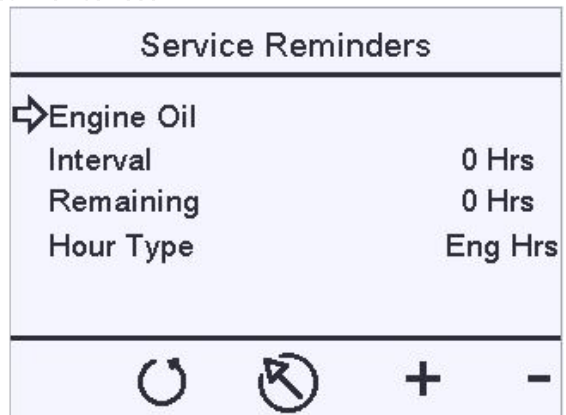 Service Reminders
Engine Oil
Interval 0 Hrs
Remaining 0 Hrs
Hour Type Eng Hrs
+ -